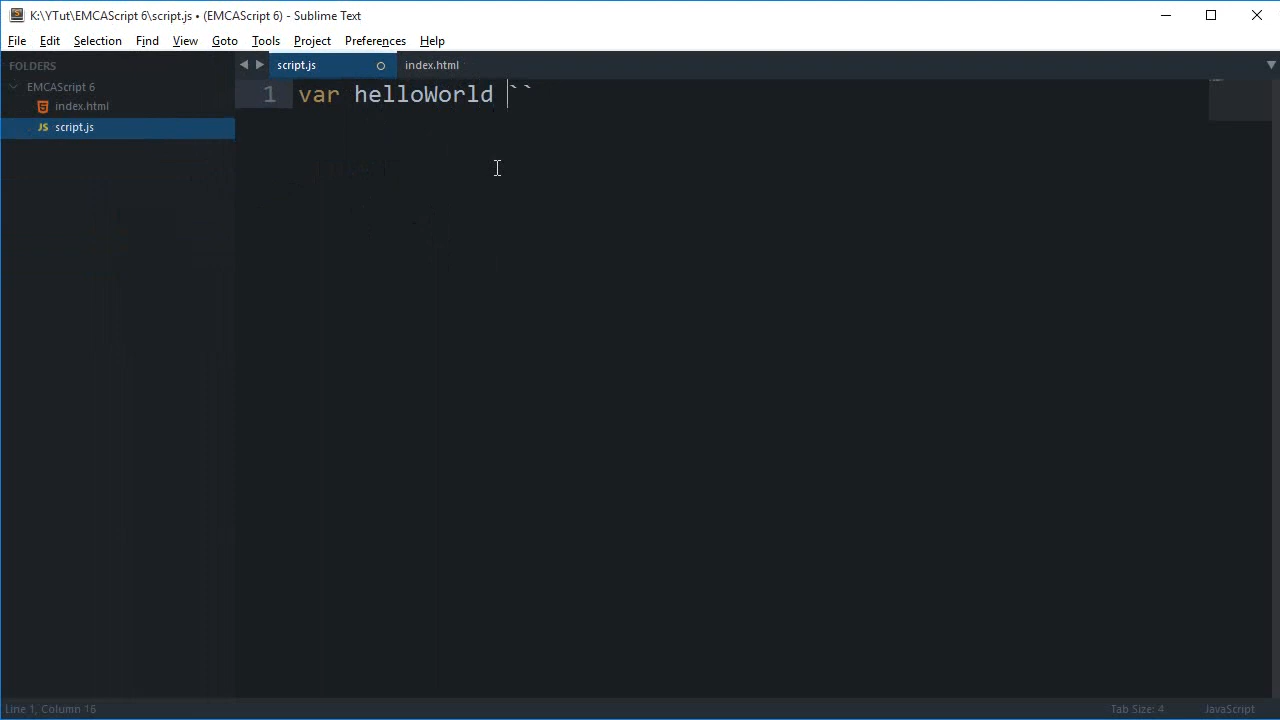 K:\YTut\EMCAScript 6\script.js • (EMCAScript 6) - Sublime Text
File Edit Selection Find View Goto Tools Project Preferences Help
FOLDERS
EMCAScript 6
index.html
JS script.js
script.js index.html
1 var helloWorld ``
Line 1, Column 16 Tab Size: 4 JavaScript